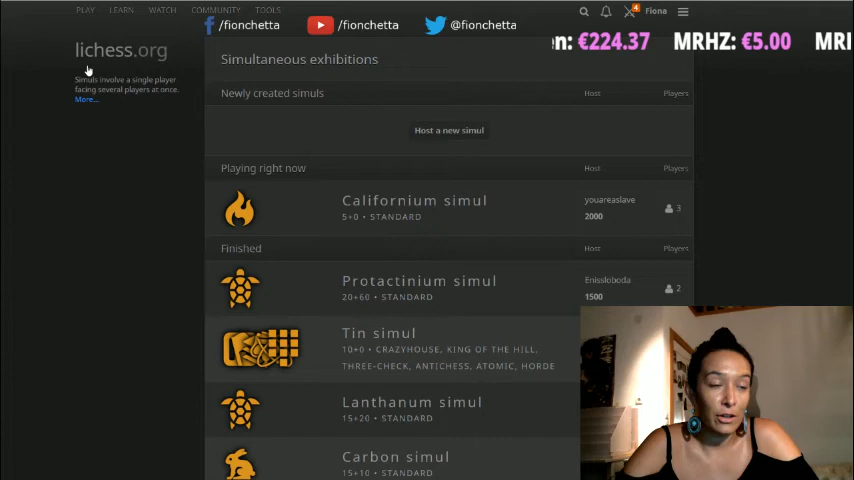 PLAY LEARN WATCH COMMUNITY TOOLS
4
Fiona
/fionchetta /fionchetta @fionchetta
n: €224.37 MRHZ: €5.00 MRI
lichess.org
Simuls involve a single player
facing several players at once.
More...
Simultaneous exhibitions
Newly created simuls Host Players
Host a new simul
Playing right now Host Players
Californium simul
5+0 • STANDARD
youareaslave
2000
3
Finished Host Players
Protactinium simul
20+60 • STANDARD
Enissloboda
1500
2
Tin simul
10+0 • CRAZYHOUSE, KING OF THE HILL,
THREE-CHECK, ANTICHESS, ATOMIC, HORDE
Lanthanum simul
15+20 • STANDARD
Carbon simul
15+10 • STANDARD